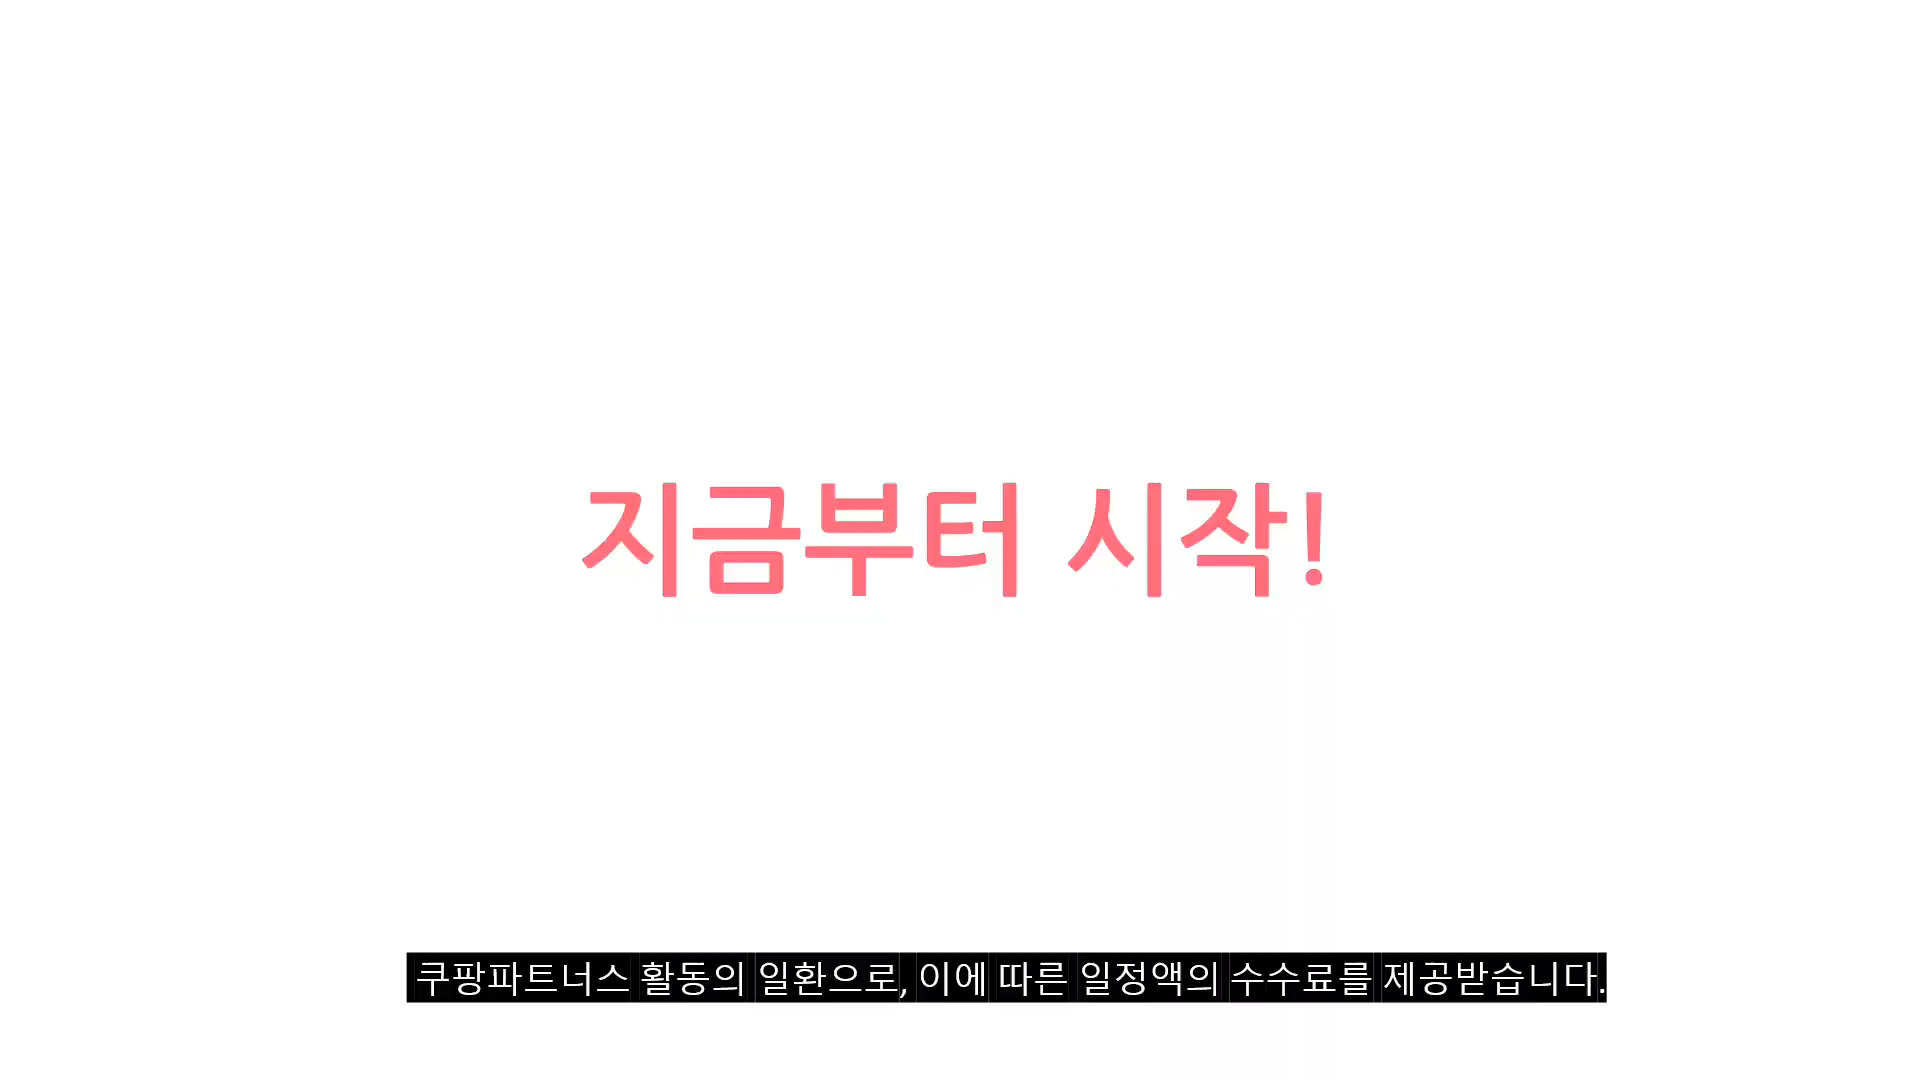 지금부터 시작!
쿠팡파트너스 활동의 일환으로, 이에 따른 일정액의 수수료를 제공받습니다.